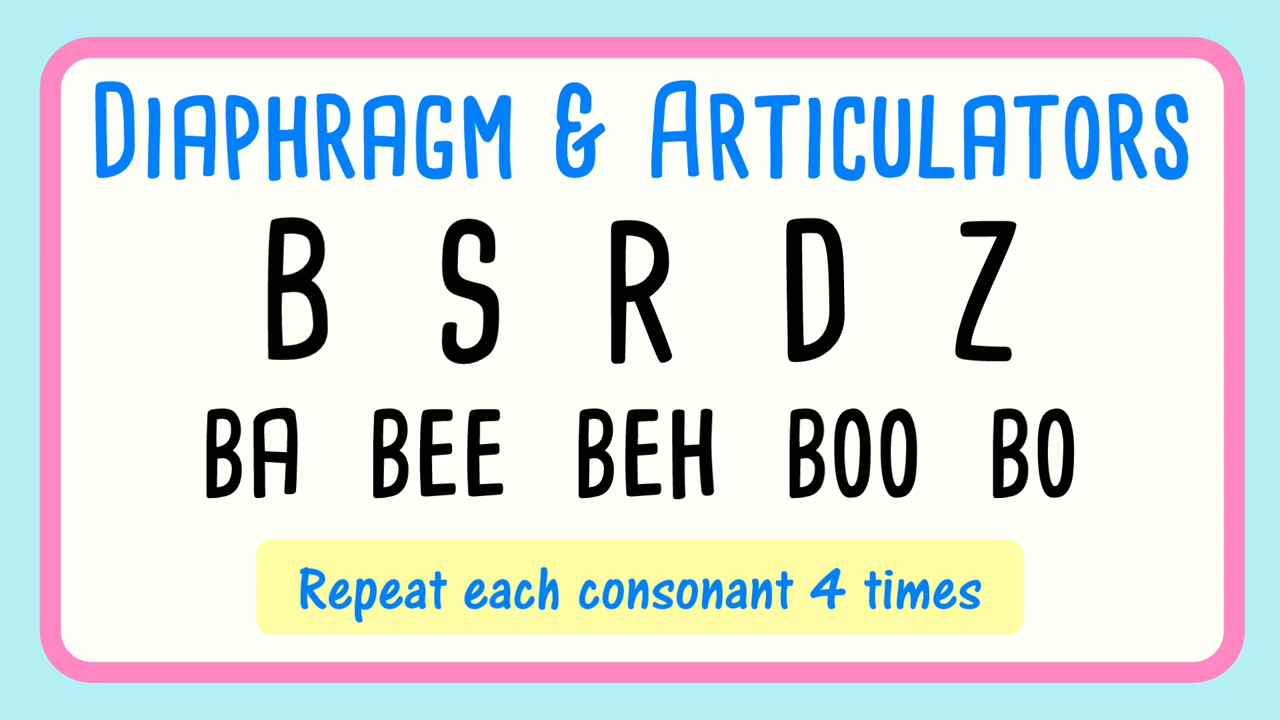 DIAPHRAGM & ARTICULATORS
B S R D Z
BA BEE BEH BOO BO
Repeat each consonant 4 times